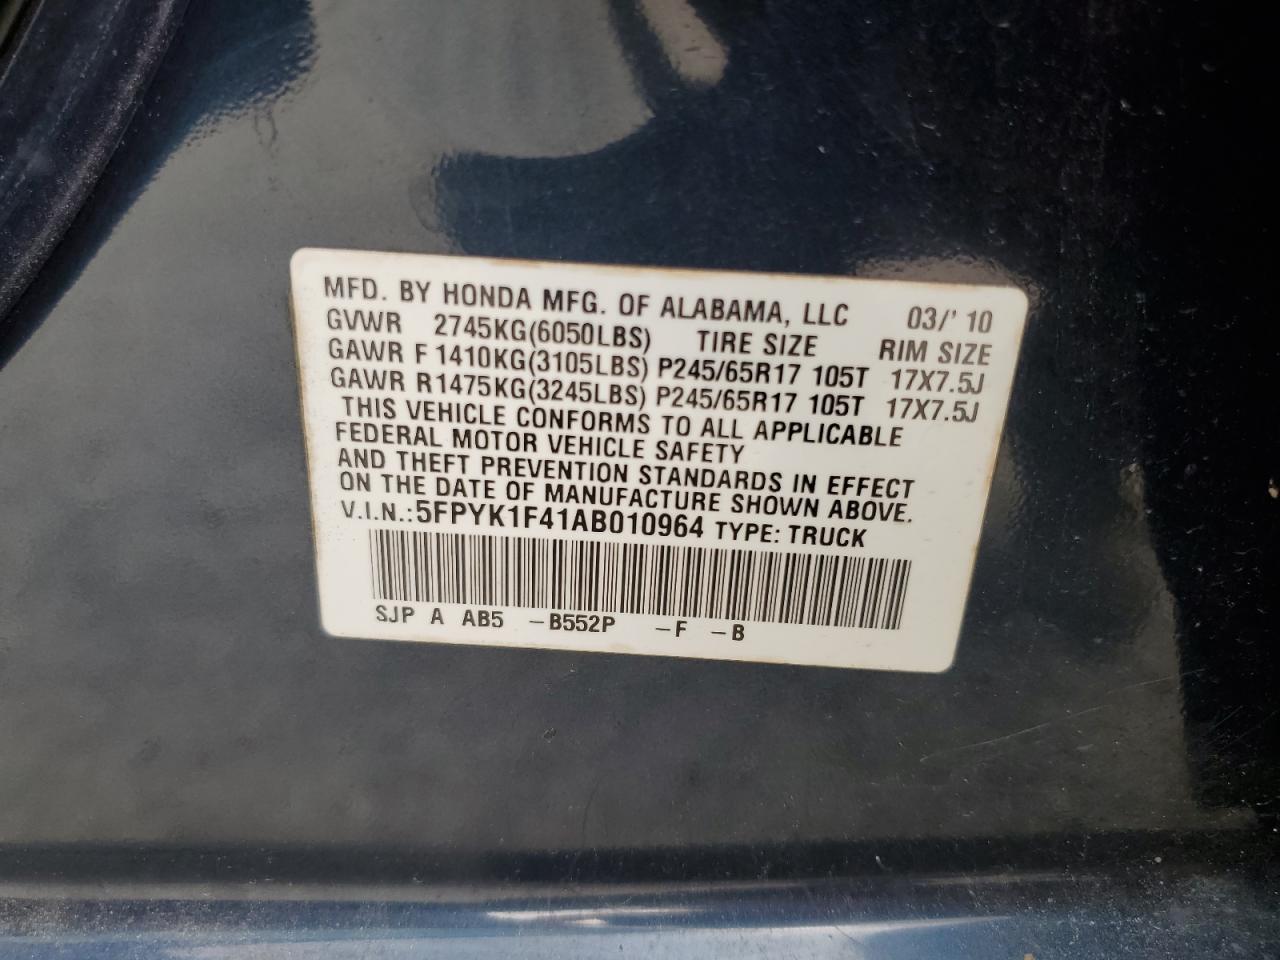 MFD. BY HONDA MFG. OF ALABAMA, LLC 03/'10
GVWR 2745KG(6050LBS) TIRE SIZE RIM SIZE
GAWR F 1410KG(3105LBS) P245/65R17 105T 17X7.5J
GAWR R1475KG(3245LBS) P245/65R17 105T 17X7.5J
THIS VEHICLE CONFORMS TO ALL APPLICABLE
FEDERAL MOTOR VEHICLE SAFETY
AND THEFT PREVENTION STANDARDS IN EFFECT
ON THE DATE OF MANUFACTURE SHOWN ABOVE.
V.I.N.:5FPYK1F41AB010964 TYPE: TRUCK
SJP A AB5 -B552P -F -B